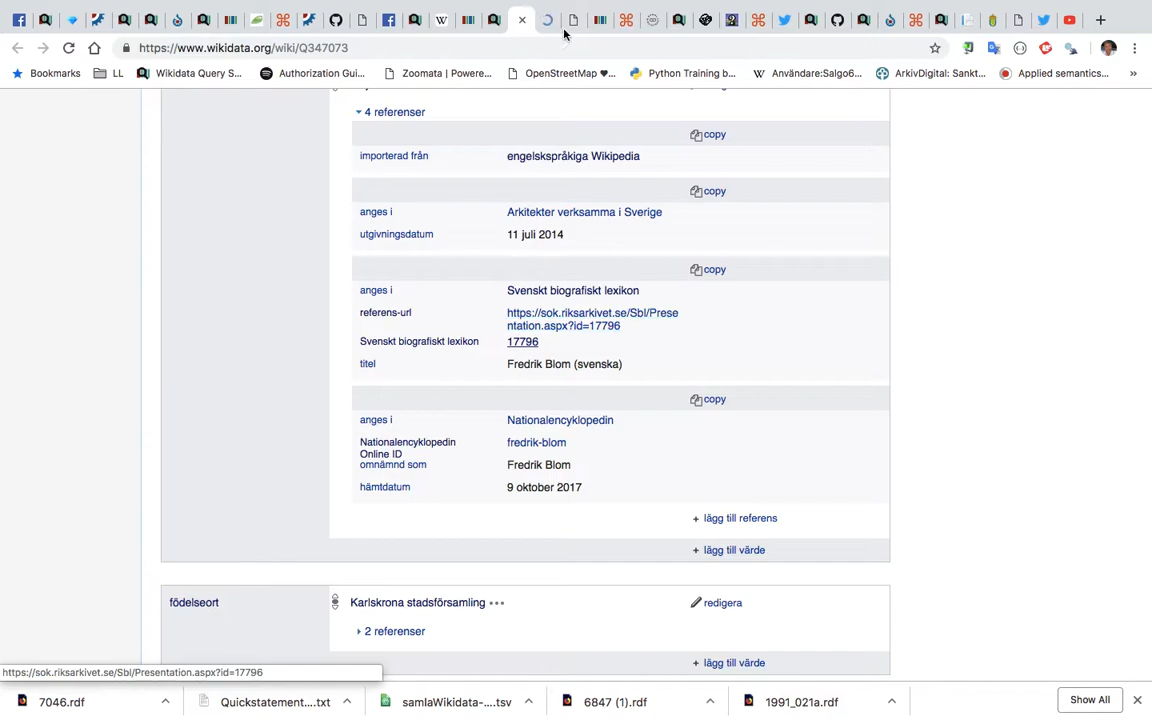 https://www.wikidata.org/wiki/Q347073
Bookmarks LL Wikidata Query S... Authorization Gui... Zoomata | Powere... OpenStreetMap ♥... Python Training b... Användare:Salgo6... ArkivDigital: Sankt... Applied semantics... »
4 referenser
copy
importerad från engelskspråkiga Wikipedia
copy
anges i Arkitekter verksamma i Sverige
utgivningsdatum 11 juli 2014
copy
anges i Svenskt biografiskt lexikon
referens-url https://sok.riksarkivet.se/Sbl/Prese
ntation.aspx?id=17796
Svenskt biografiskt lexikon 17796
titel Fredrik Blom (svenska)
copy
anges i Nationalencyklopedin
Nationalencyklopedin fredrik-blom
Online ID
omnämnd som Fredrik Blom
hämtdatum 9 oktober 2017
+ lägg till referens
+ lägg till värde
födelseort Karlskrona stadsförsamling redigera
2 referenser
+ lägg till värde
https://sok.riksarkivet.se/Sbl/Presentation.aspx?id=17796
7046.rdf Quickstatement....txt samlaWikidata-....tsv 6847 (1).rdf 1991_021a.rdf Show All